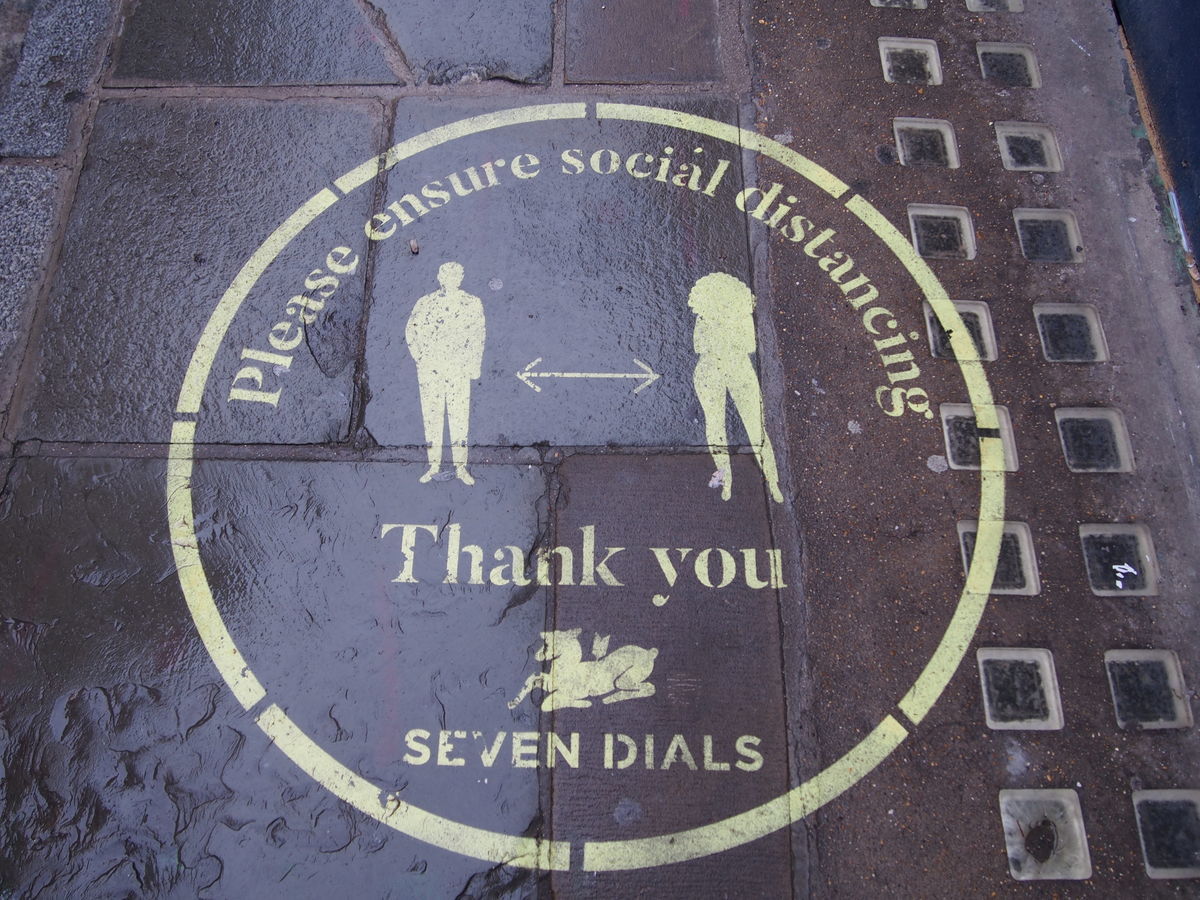 Please ensure social distancing
Thank you
SEVEN DIALS